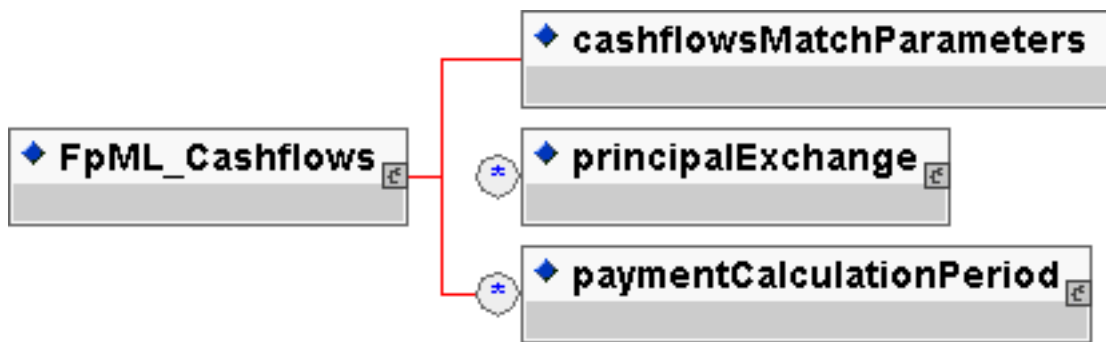 cashflowsMatchParameters
FpML_Cashflows
principalExchange
*
paymentCalculationPeriod
*